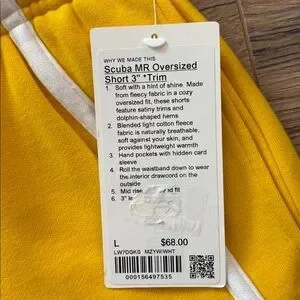 WHY WE MADE THIS
Scuba MR Oversized
Short 3" *Trim
1. Soft with a hint of shine. Made
from fleecy fabric in a cozy
oversized fit, these shorts
feature satiny trims and
dolphin-shaped hems
2. Blended light cotton fleece
fabric is naturally breathable,
soft against your skin, and
provides lightweight warmth
3. Hand pockets with hidden card
sleeve
4. Roll the waistband down to wear
the interior drawcord on the
outside
5. Mid rise d fit
6. 3" le
L $68.00
LW7DGKS MZYW/WHT
000156497535